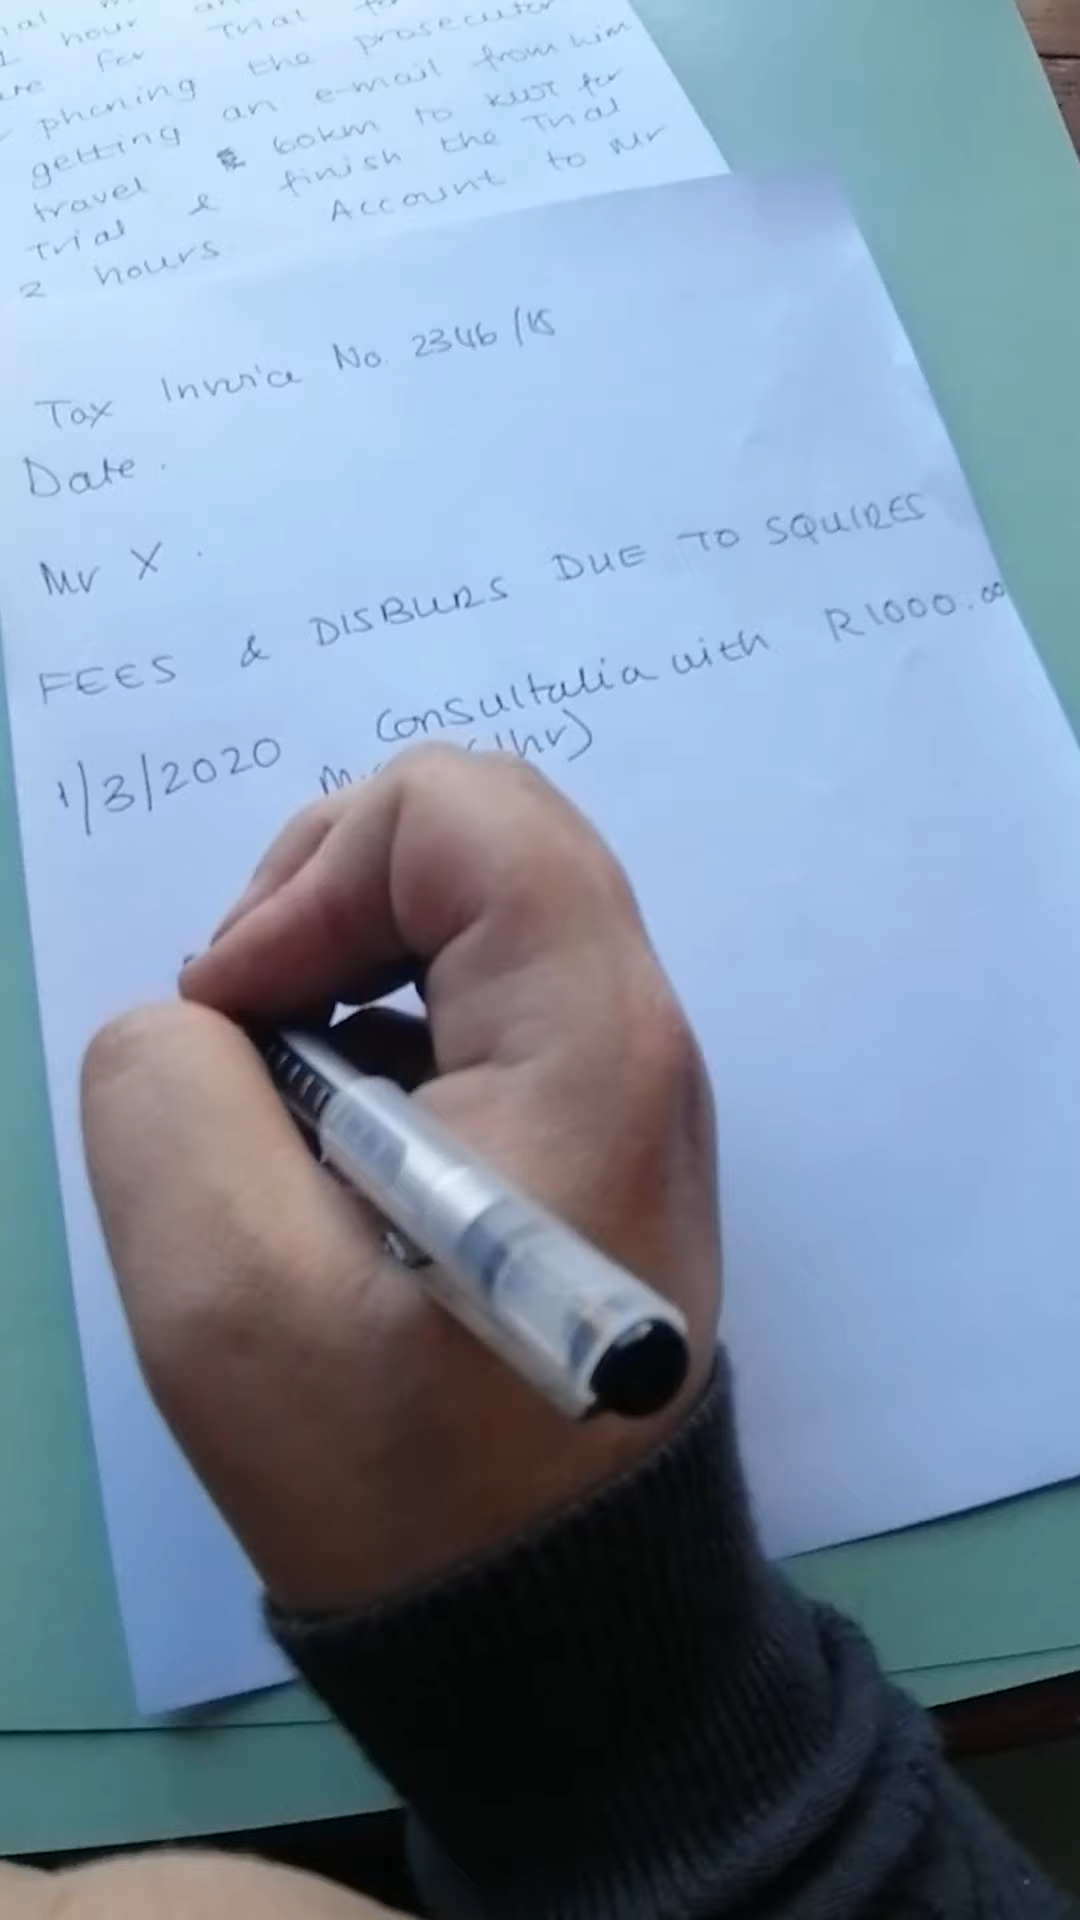 hour
for Trial
phoning the prosecutor
getting an e-mail from him
travel 60km to KWT for
Trial & finish the Trial
2 hours Account to Mr
Tax Invoice No. 2346/15
Date.
Mr X.
FEES & DISBURS DUE TO SQUIRES
1/3/2020 Consultatia with R1000.00
(1hr)